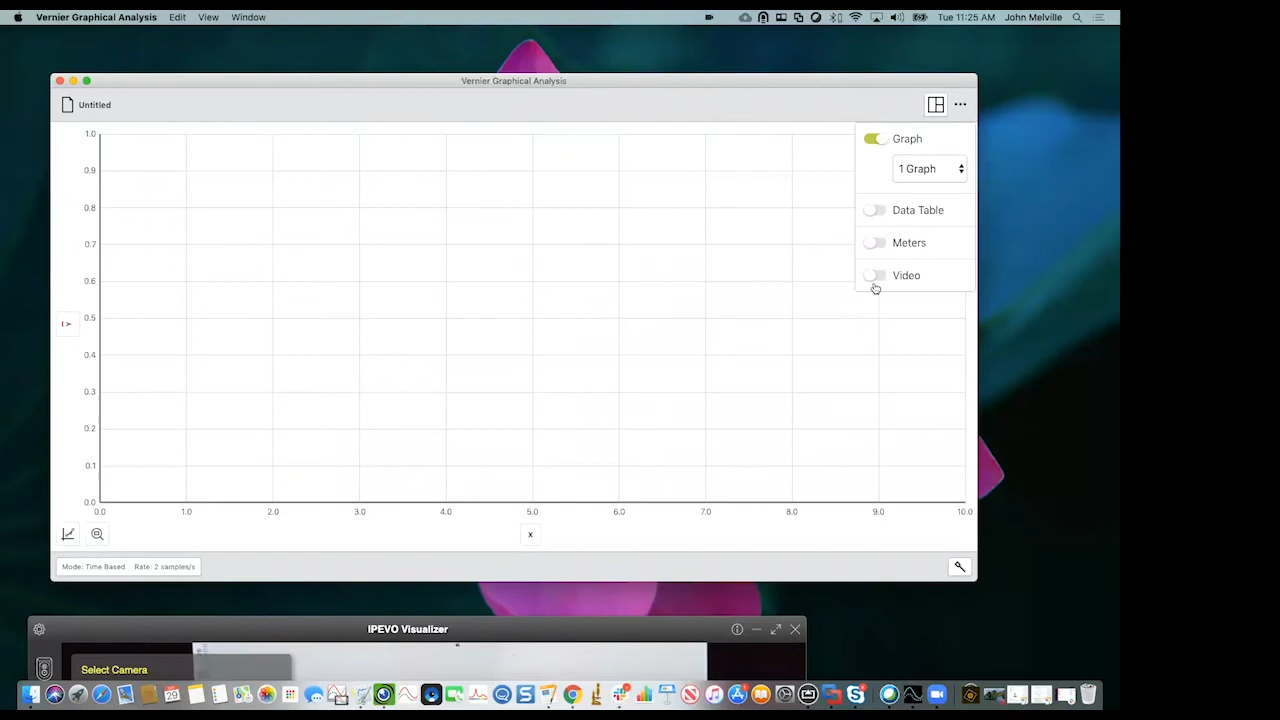 Vernier Graphical Analysis Edit View Window Tue 11:25 AM John Melville
Vernier Graphical Analysis
Untitled
Graph
1 Graph
Data Table
Meters
Video
1.0
0.9
0.8
0.7
0.6
0.5
0.4
0.3
0.2
0.1
0.0
0.0 1.0 2.0 3.0 4.0 5.0 6.0 7.0 8.0 9.0 10.0
x
Mode: Time Based Rate: 2 samples/s
IPEVO Visualizer
Select Camera